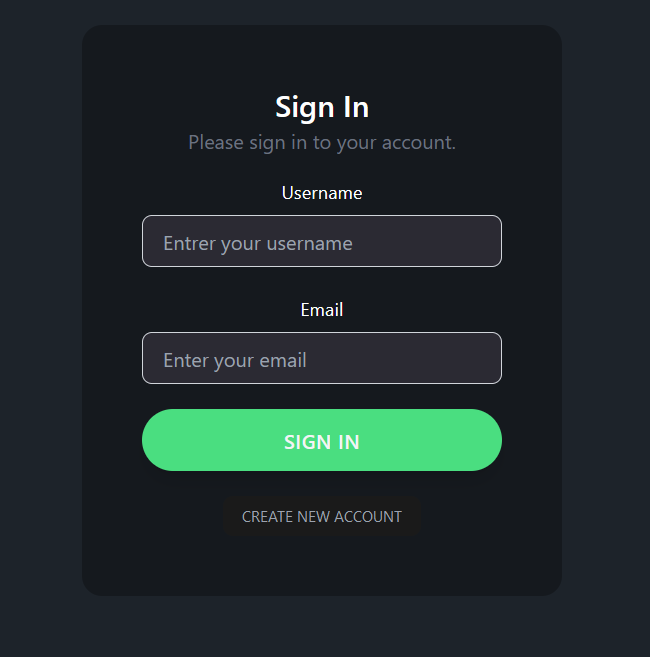 Sign In
Please sign in to your account.
Username
Entrer your username
Email
Enter your email
SIGN IN
CREATE NEW ACCOUNT